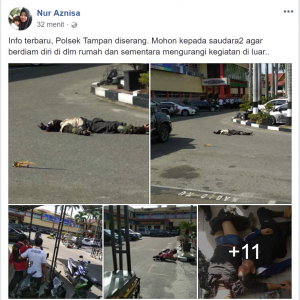 Nur Aznisa
32 menit ·
Info terbaru, Polsek Tampan diserang. Mohon kepada saudara2 agar
berdiam diri di dlm rumah dan sementara mengurangi kegiatan di luar..
+11